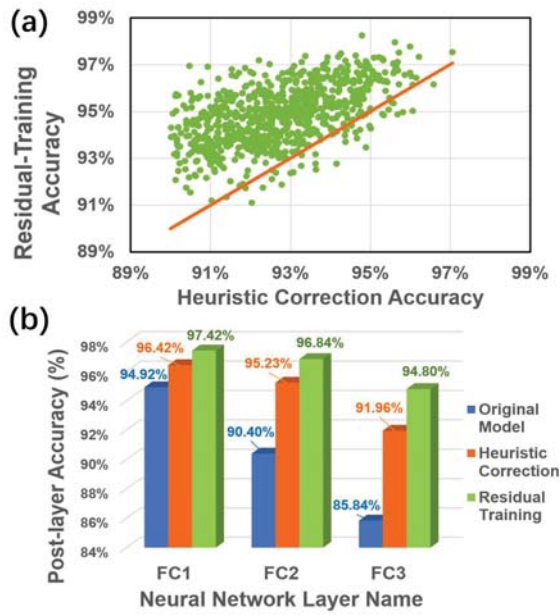 (a)
99%
97%
95%
93%
91%
89%
Residual-Training
Accuracy
89% 91% 93% 95% 97% 99%
Heuristic Correction Accuracy
(b)
98%
96%
94%
92%
90%
88%
86%
84%
Post-layer Accuracy (%)
94.92%
96.42%
97.42%
90.40%
95.23%
96.84%
85.84%
91.96%
94.80%
Original
Model
Heuristic
Correction
Residual
Training
FC1 FC2 FC3
Neural Network Layer Name